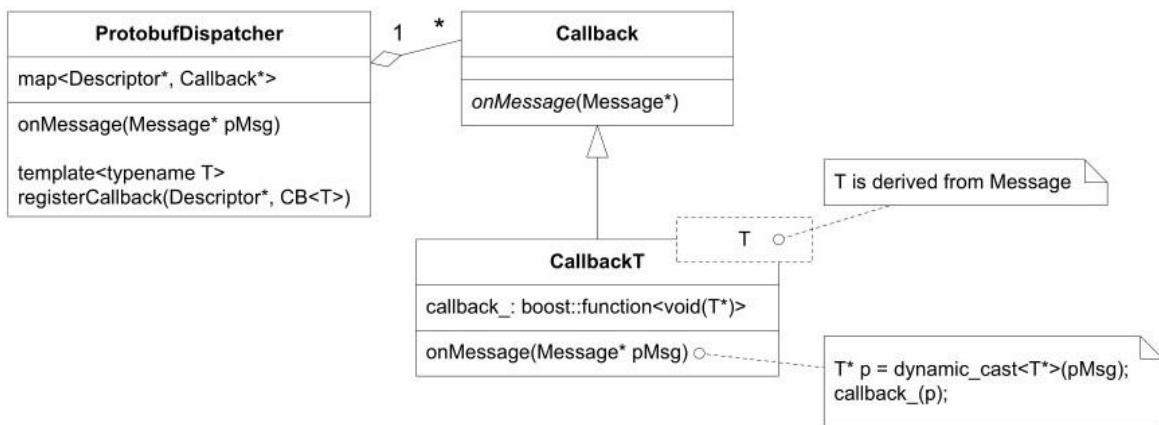 ProtobufDispatcher
map<Descriptor*, Callback*>
onMessage(Message* pMsg)
template<typename T>
registerCallback(Descriptor*, CB<T>)
1
*
Callback
onMessage(Message*)
T is derived from Message
T
CallbackT
callback_: boost::function<void(T*)>
onMessage(Message* pMsg)
T* p = dynamic_cast<T*>(pMsg);
callback_(p);